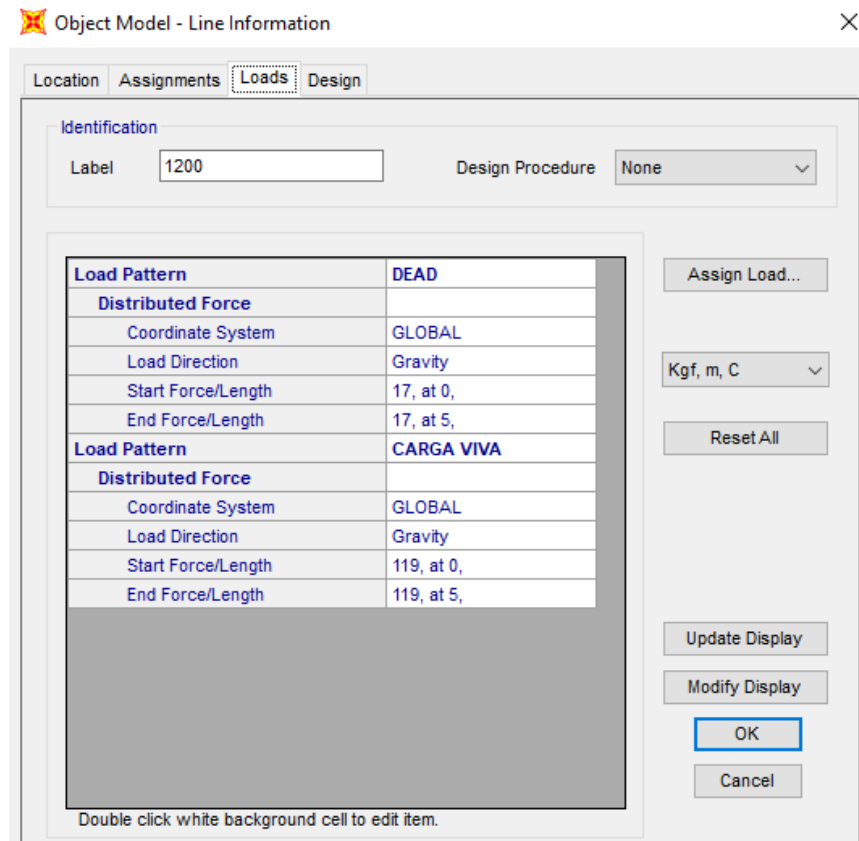 Object Model - Line Information
Location Assignments Loads Design
Identification
Label 1200 Design Procedure None
Load Pattern DEAD Assign Load...
Distributed Force
Coordinate System GLOBAL
Load Direction Gravity Kgf, m, C
Start Force/Length 17, at 0,
End Force/Length 17, at 5,
Load Pattern CARGA VIVA Reset All
Distributed Force
Coordinate System GLOBAL
Load Direction Gravity
Start Force/Length 119, at 0,
End Force/Length 119, at 5,
Update Display
Modify Display
OK
Cancel
Double click white background cell to edit item.